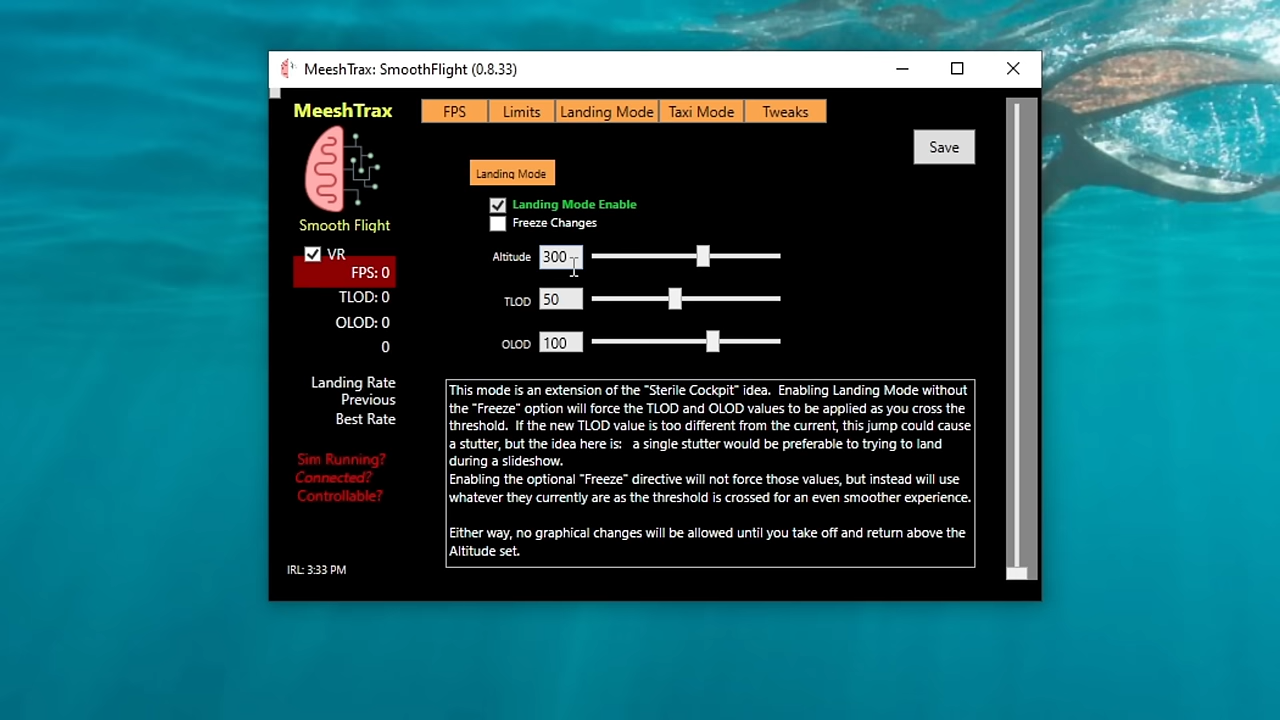 MeeshTrax: SmoothFlight (0.8.33)
MeeshTrax
FPS
Limits
Landing Mode
Taxi Mode
Tweaks
Save
Smooth Flight
VR
FPS: 0
TLOD: 0
OLOD: 0
0
Landing Rate
Previous
Best Rate
Sim Running?
Connected?
Controllable?
IRL: 3:33 PM
Landing Mode
Landing Mode Enable
Freeze Changes
Altitude 300
TLOD 50
OLOD 100
This mode is an extension of the "Sterile Cockpit" idea. Enabling Landing Mode without
the "Freeze" option will force the TLOD and OLOD values to be applied as you cross the
threshold. If the new TLOD value is too different from the current, this jump could cause
a stutter, but the idea here is: a single stutter would be preferable to trying to land
during a slideshow.
Enabling the optional "Freeze" directive will not force those values, but instead will use
whatever they currently are as the threshold is crossed for an even smoother experience.
Either way, no graphical changes will be allowed until you take off and return above the
Altitude set.